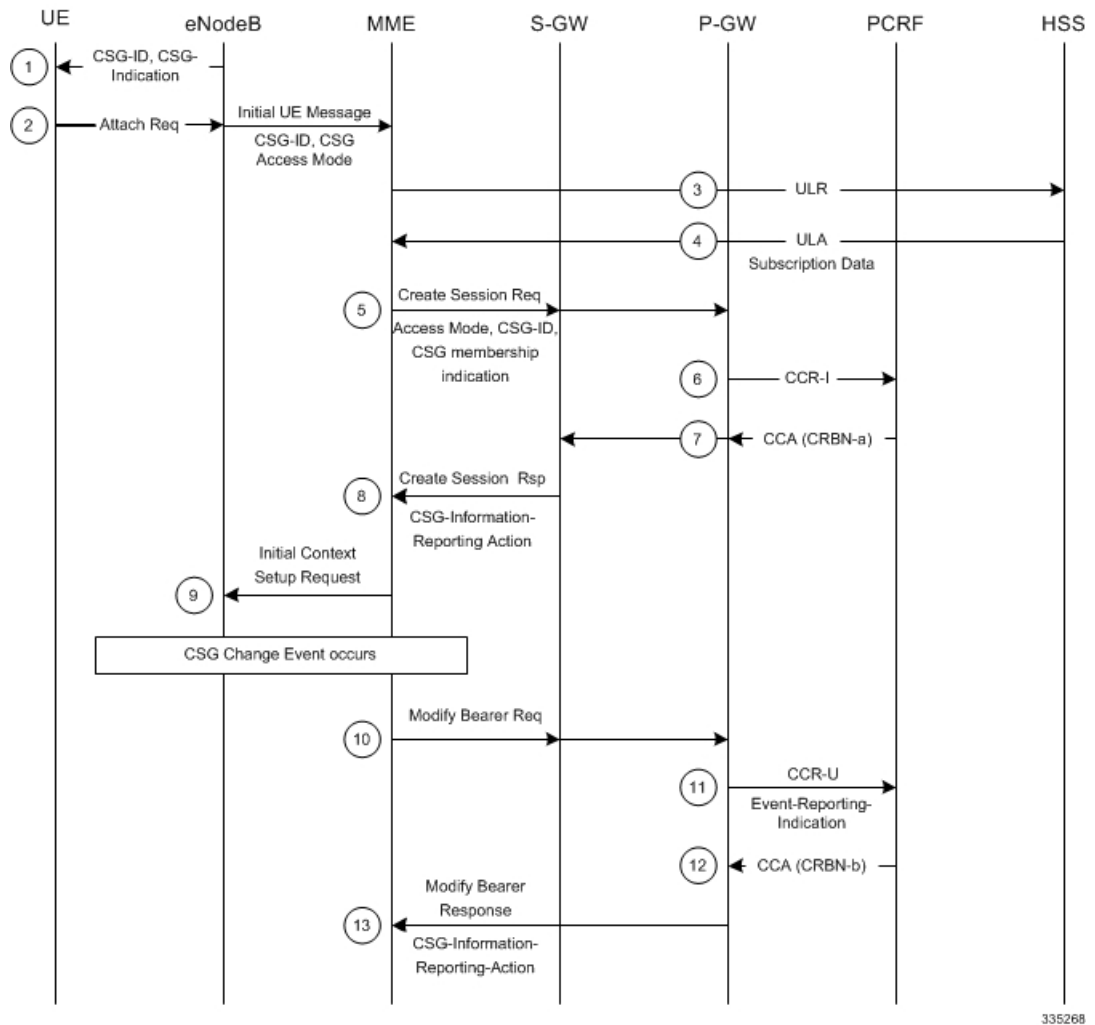 UE
eNodeB
MME
S-GW
P-GW
PCRF
HSS
1
CSG-ID, CSG-
Indication
2
Attach Req
Initial UE Message
CSG-ID, CSG
Access Mode
3
ULR
4
ULA
Subscription Data
5
Create Session Req
Access Mode, CSG-ID,
CSG membership
indication
6
CCR-I
7
CCA (CRBN-a)
8
Create Session Rsp
CSG-Information-
Reporting Action
9
Initial Context
Setup Request
CSG Change Event occurs
10
Modify Bearer Req
11
CCR-U
Event-Reporting-
Indication
12
CCA (CRBN-b)
13
Modify Bearer
Response
CSG-Information-
Reporting-Action
335268